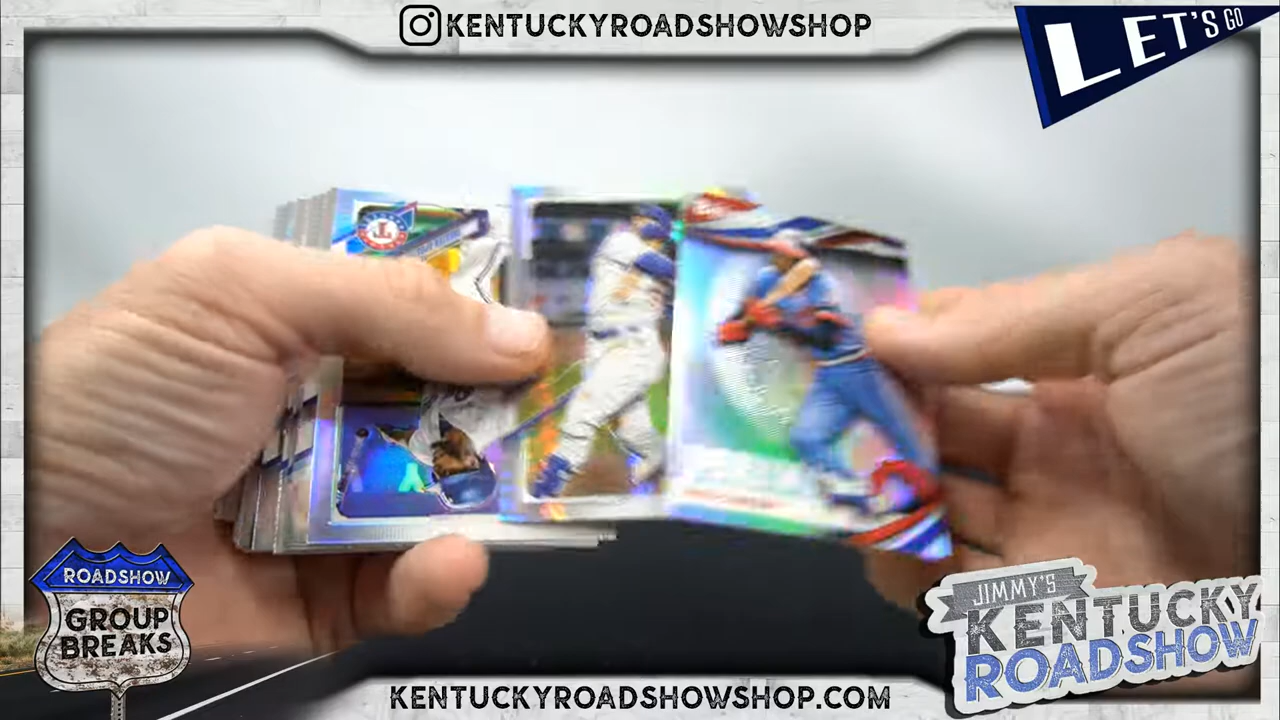 KENTUCKYROADSHOWSHOP
LET'S GO
ROADSHOW
GROUP
BREAKS
JIMMY'S
KENTUCKY
ROADSHOW
KENTUCKYROADSHOWSHOP.COM